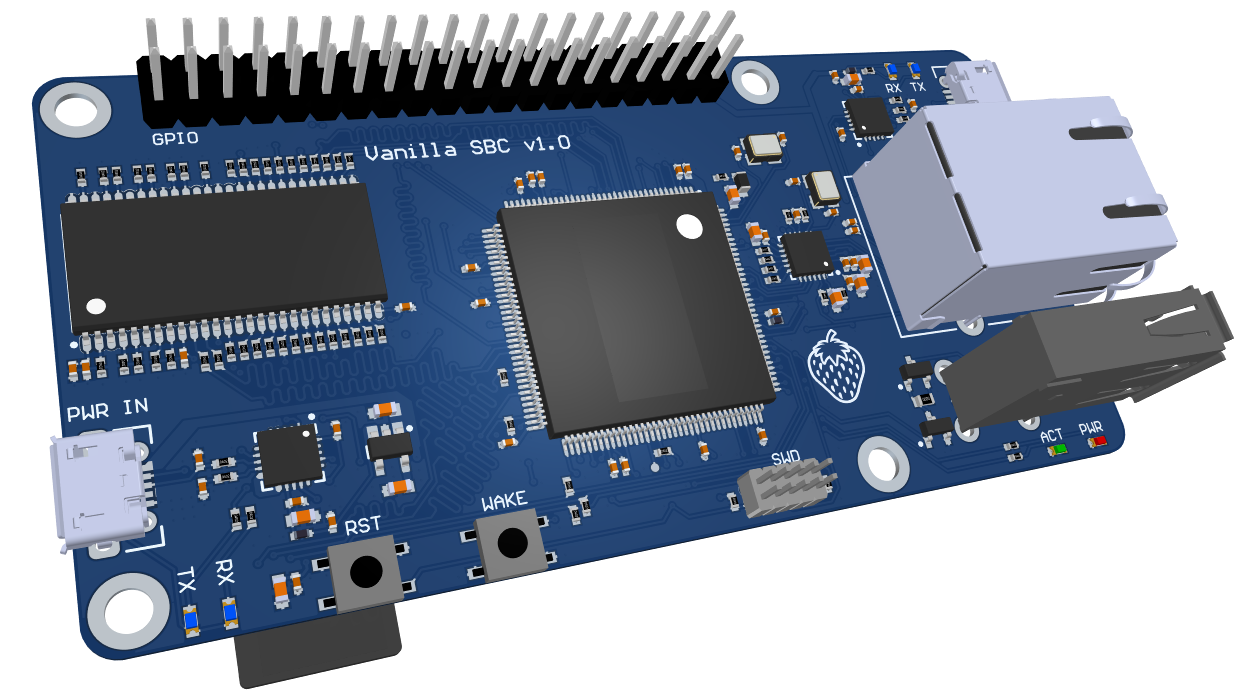 RX TX
GPIO
Vanilla SBC v1.0
PWR IN
ACT
PWR
SWD
WAKE
RST
TX
RX